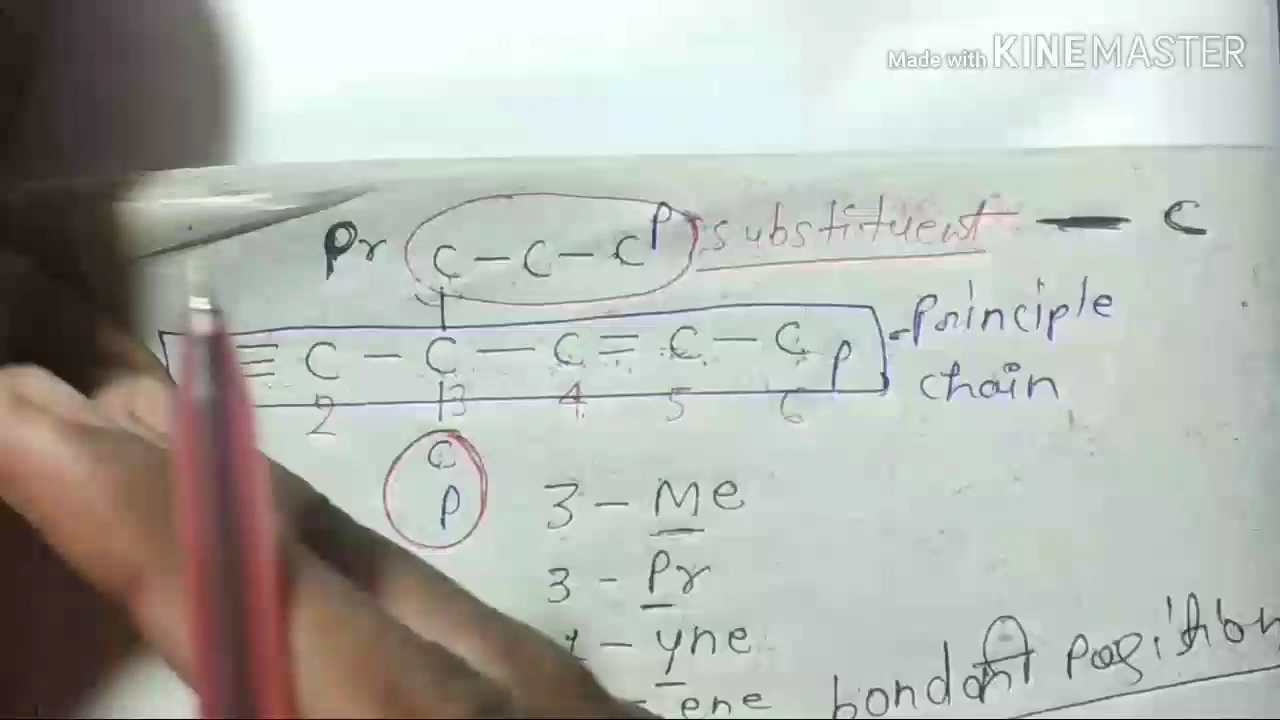 Made with KINEMASTER
Pr C – C – C P substituent — C
≡ C – C – C = C – C P Principle
chain
2 3 4 5 6
C
P
3 – Me
3 – Pr
1 – yne
– ene
bond की position